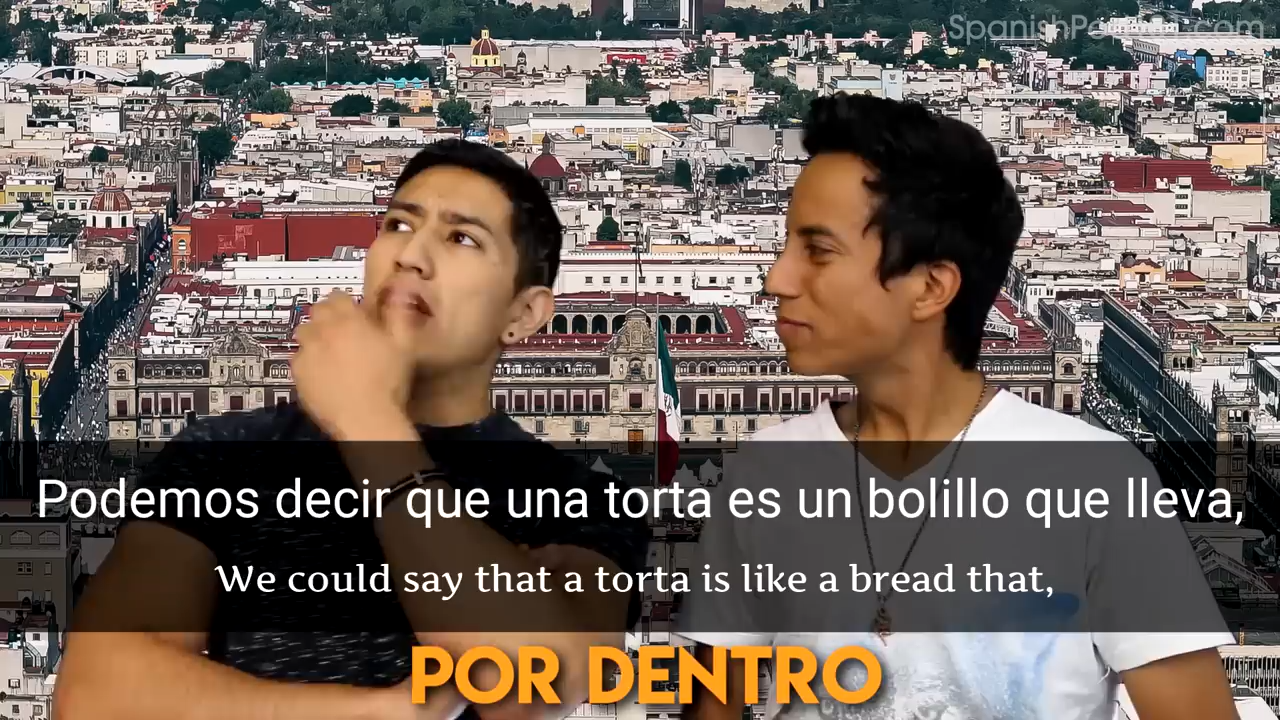 SpanishPodcast.com
Podemos decir que una torta es un bolillo que lleva,
We could say that a torta is like a bread that,
POR DENTRO